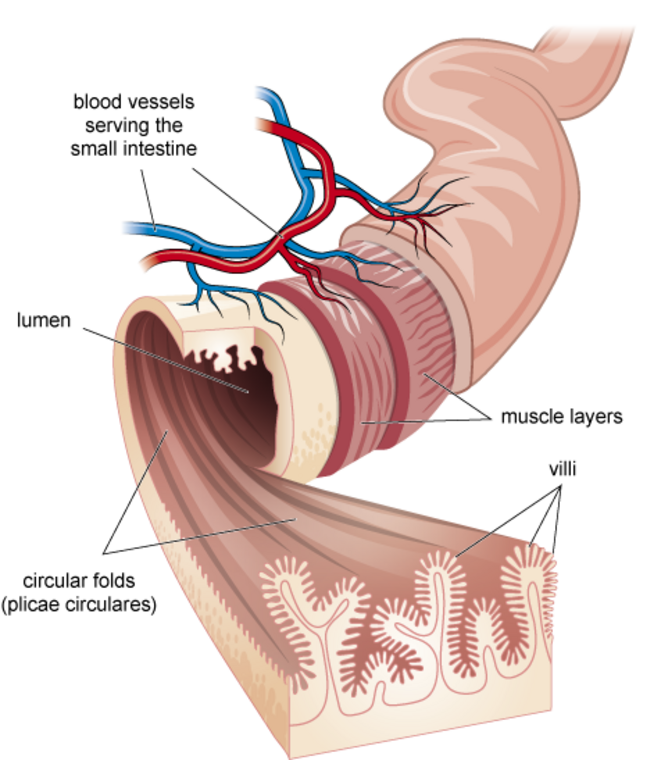 blood vessels
serving the
small intestine
lumen
muscle layers
villi
circular folds
(plicae circulares)